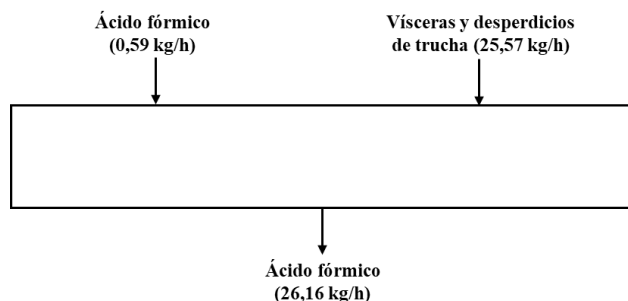 Ácido fórmico
(0,59 kg/h)
Vísceras y desperdicios
de trucha (25,57 kg/h)
Ácido fórmico
(26,16 kg/h)